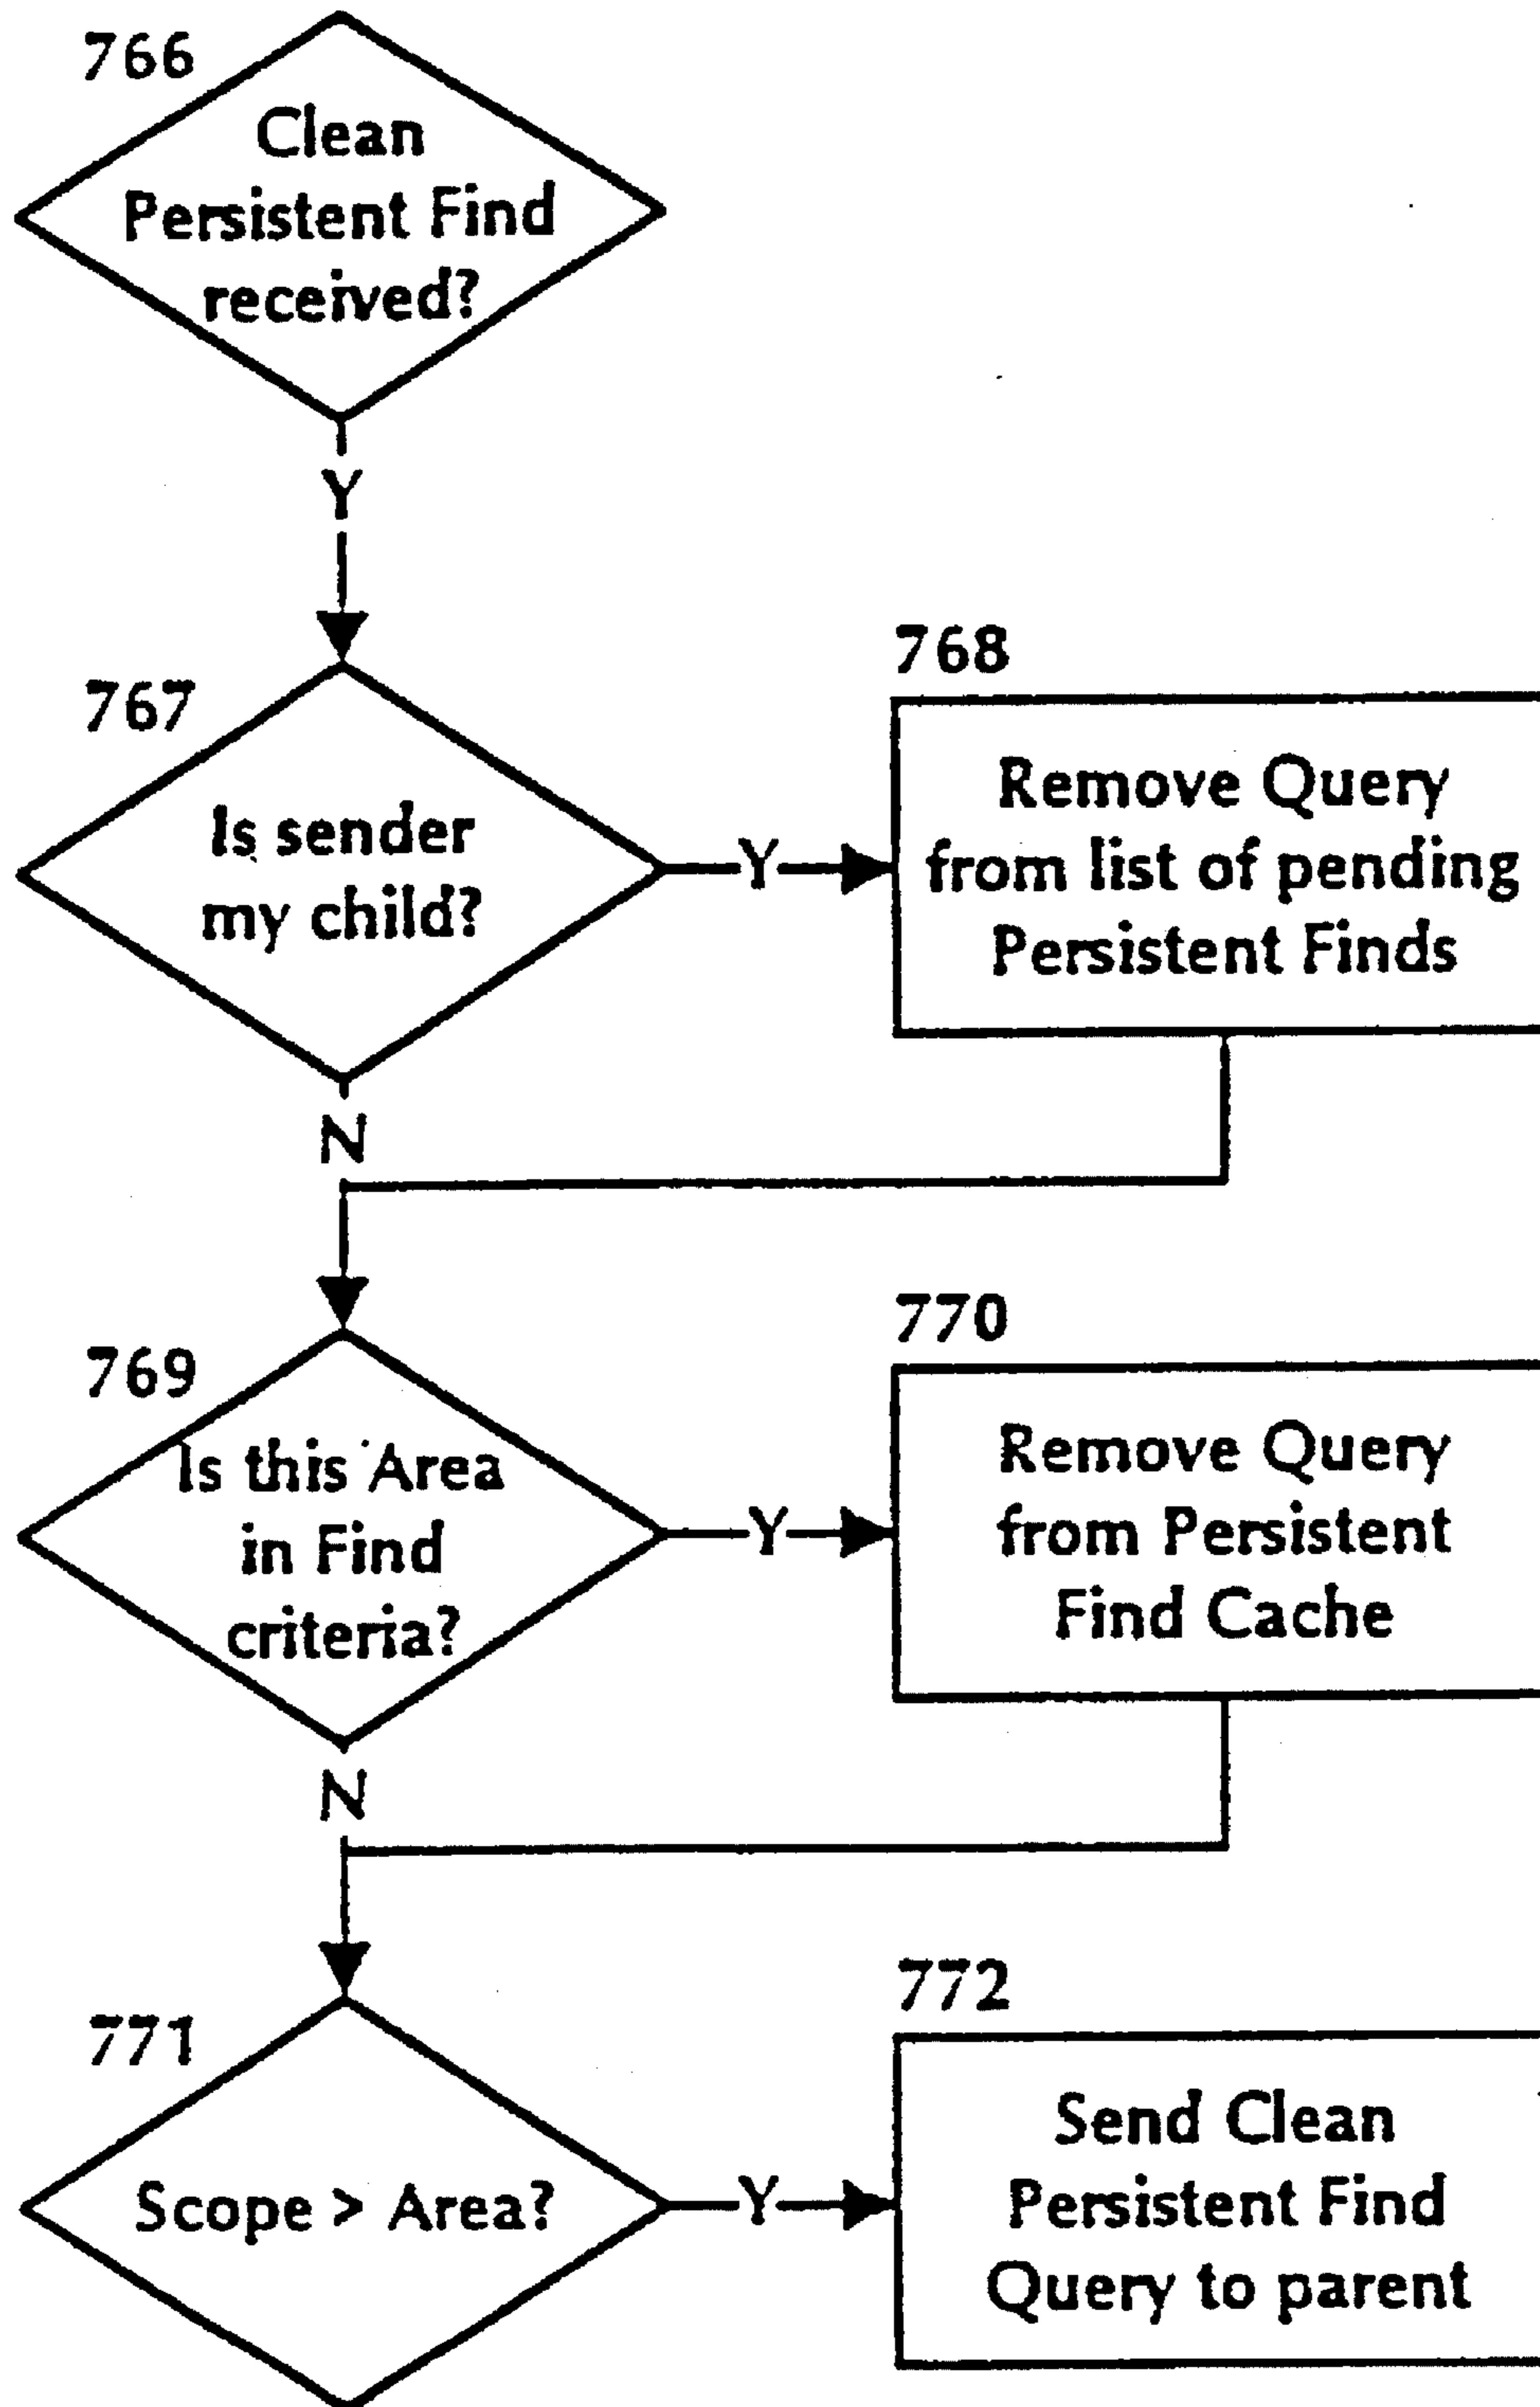 766
Clean
Persistent Find
received?
Y
767
Is sender
my child?
Y
768
Remove Query
from list of pending
Persistent Finds
N
769
Is this Area
in Find
criteria?
Y
770
Remove Query
from Persistent
Find Cache
N
771
Scope > Area?
Y
772
Send Clean
Persistent Find
Query to parent